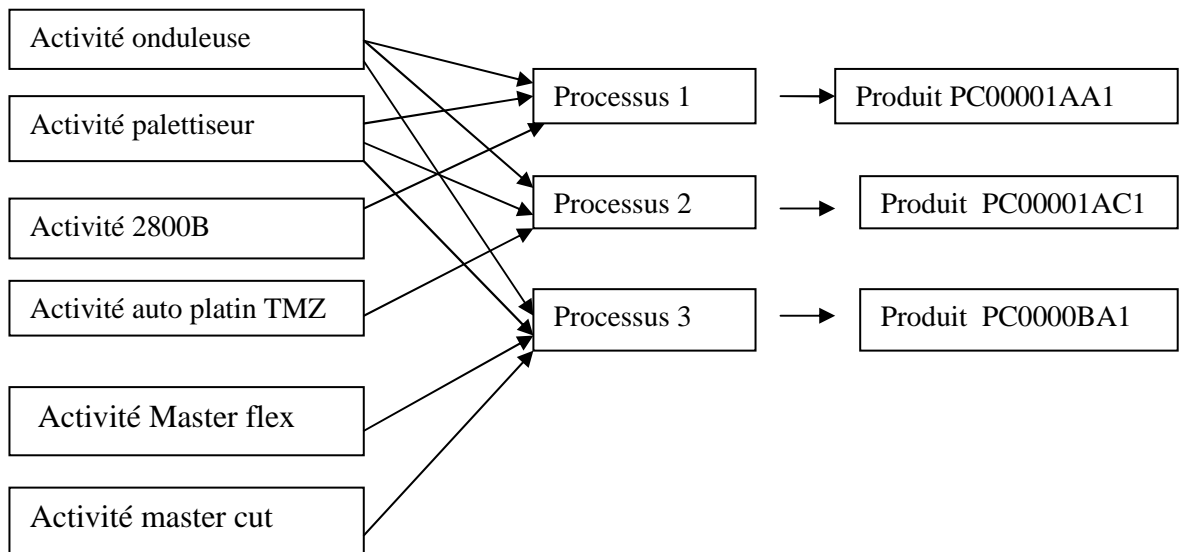 Activité onduleuse
Activité palettiseur
Activité 2800B
Activité auto platin TMZ
Activité Master flex
Activité master cut
Processus 1
Processus 2
Processus 3
Produit PC00001AA1
Produit PC00001AC1
Produit PC0000BA1